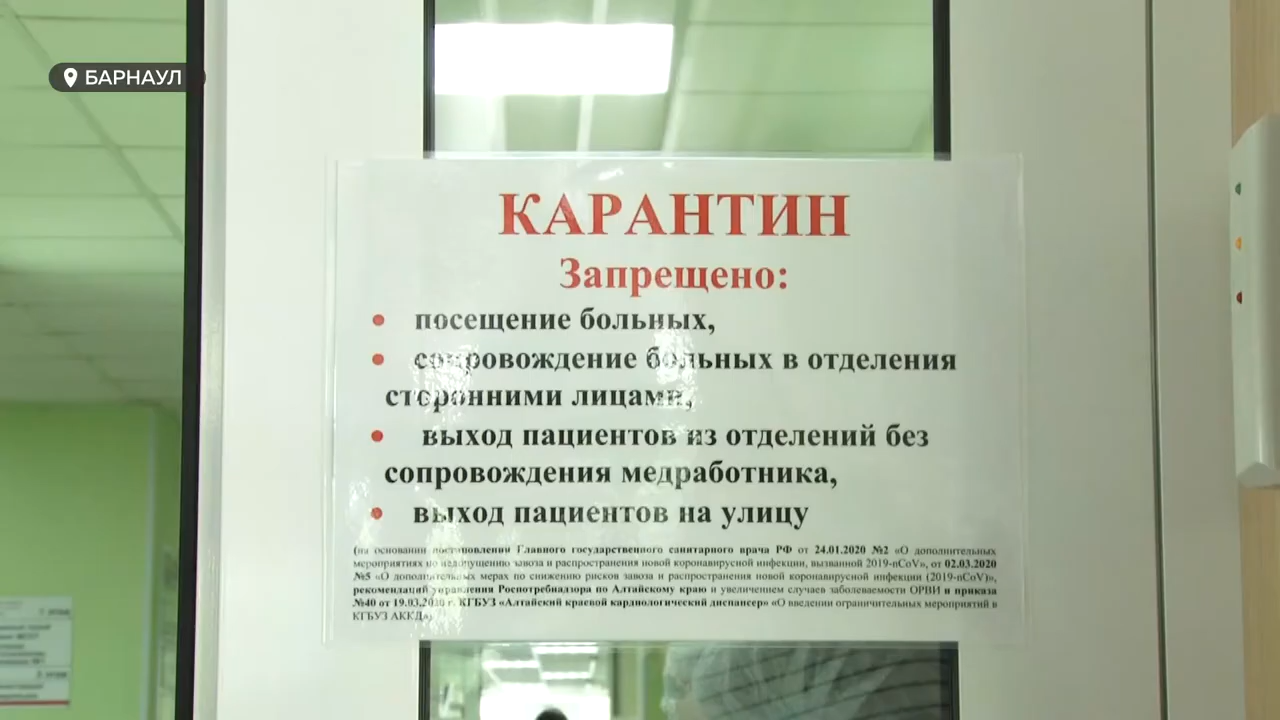 БАРНАУЛ
КАРАНТИН
Запрещено:
• посещение больных,
• сопровождение больных в отделения
сторонними лицами,
• выход пациентов из отделений без
сопровождения медработника,
• выход пациентов на улицу
(на основании постановления Главного государственного санитарного врача РФ от 24.01.2020 №2 «О дополнительных
мероприятиях по недопущению завоза и распространения новой коронавирусной инфекции, вызванной 2019-nCoV», от 02.03.2020
№5 «О дополнительных мерах по снижению рисков завоза и распространения новой коронавирусной инфекции (2019-nCoV)»,
рекомендаций управления Роспотребнадзора по Алтайскому краю и увеличением случаев заболеваемости ОРВИ и приказа
№40 от 19.03.2020 г. КГБУЗ «Алтайский краевой кардиологический диспансер» «О введении ограничительных мероприятий в
КГБУЗ АККД»)